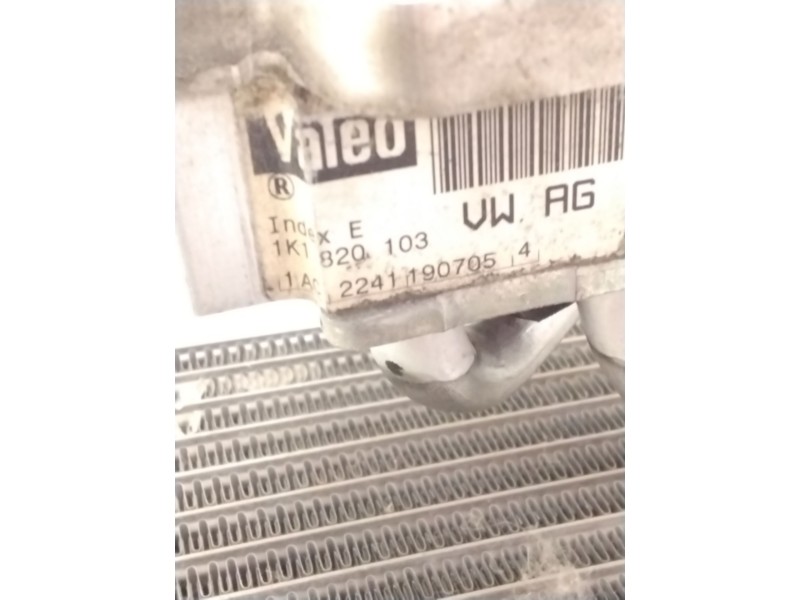 Valeo
®
VW AG
Index E
1K1 820 103
2241 190705 4